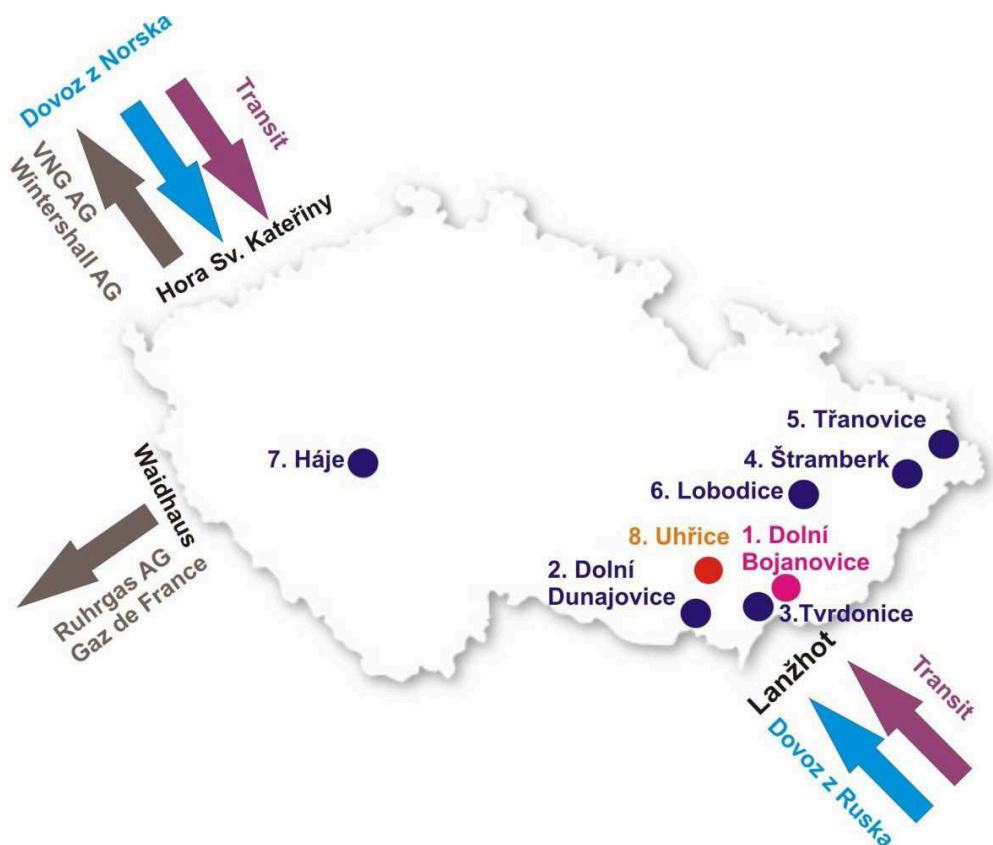 Dovoz z Norska
Transit
VNG AG
Wintershall AG
Hora Sv. Kateřiny
5. Třanovice
7. Háje
4. Štramberk
6. Lobodice
Waidhaus
8. Uhřice
1. Dolní
Bojanovice
2. Dolní
Dunajovice
3.Tvrdonice
Ruhrgas AG
Gaz de France
Lanžhot
Transit
Dovoz z Ruska